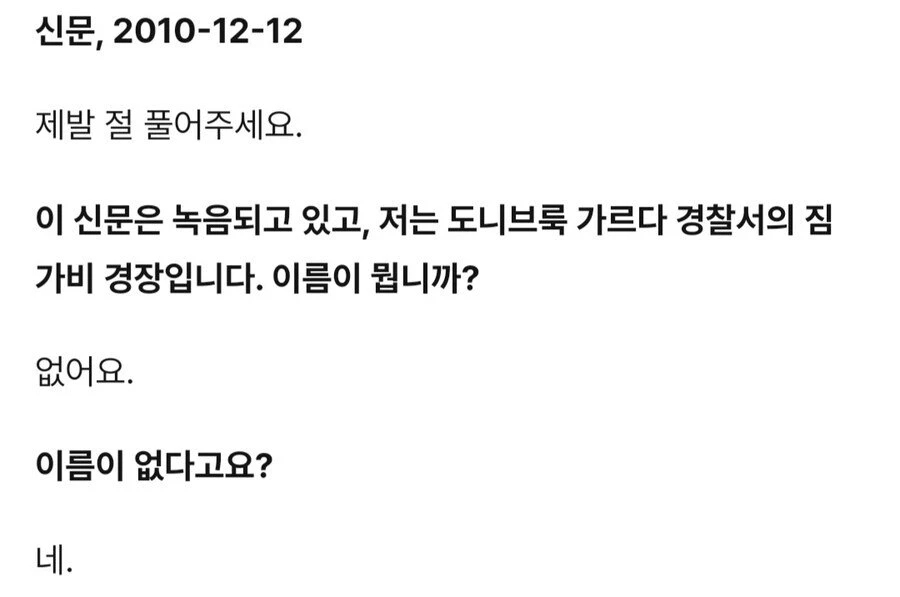 신문, 2010-12-12
제발 절 풀어주세요.
이 신문은 녹음되고 있고, 저는 도니브룩 가르다 경찰서의 짐
가비 경장입니다. 이름이 뭡니까?
없어요.
이름이 없다고요?
네.